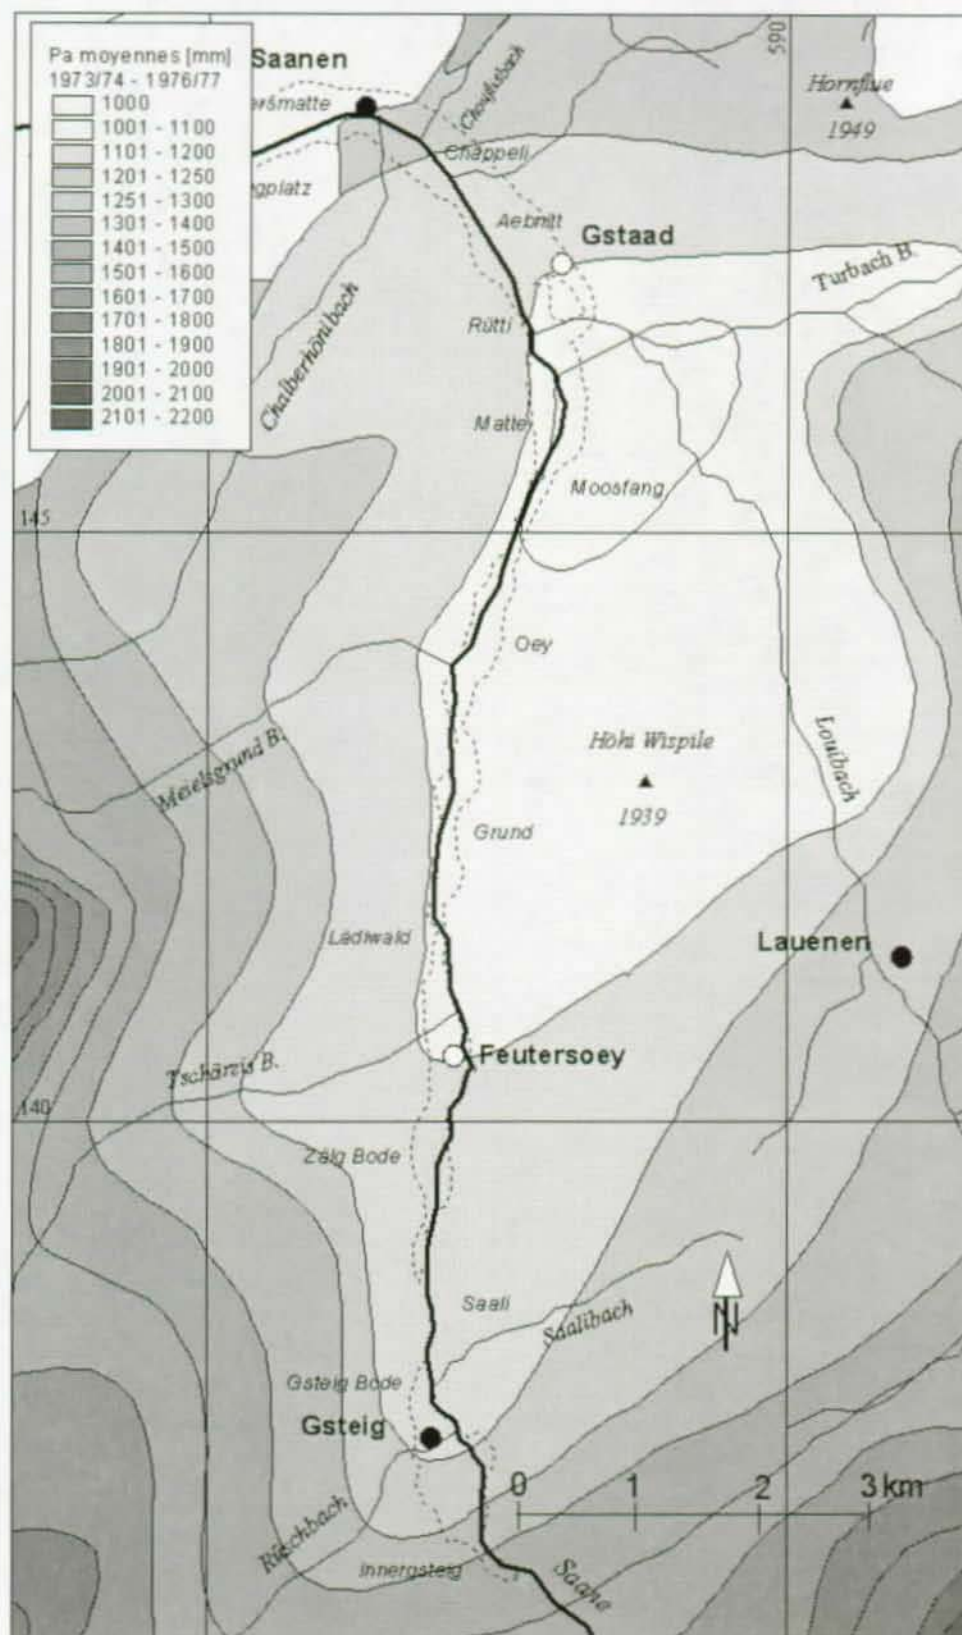 Pa moyennes [mm]
1973/74 - 1976/77
1000
1001 - 1100
1101 - 1200
1201 - 1250
1251 - 1300
1301 - 1400
1401 - 1500
1501 - 1600
1601 - 1700
1701 - 1800
1801 - 1900
1901 - 2000
2001 - 2100
2101 - 2200
Saanen
ersmatte
gplatz
Chappeli
590
Hornflue
1949
Aebnitt
Gstaad
Turbach B.
Rütti
Chalberhönibach
Matte
Moosfang
145
Oey
Meielsgrund B.
Höhi Wispile
1939
Louibach
Grund
Lädiwald
Lauenen
Tschärzis B.
Feutersoey
140
Zälg Bode
Saali
Saalibach
N
Gsteig Bode
Gsteig
0 1 2 3 km
Rüschbach
Innergsteig
Saane